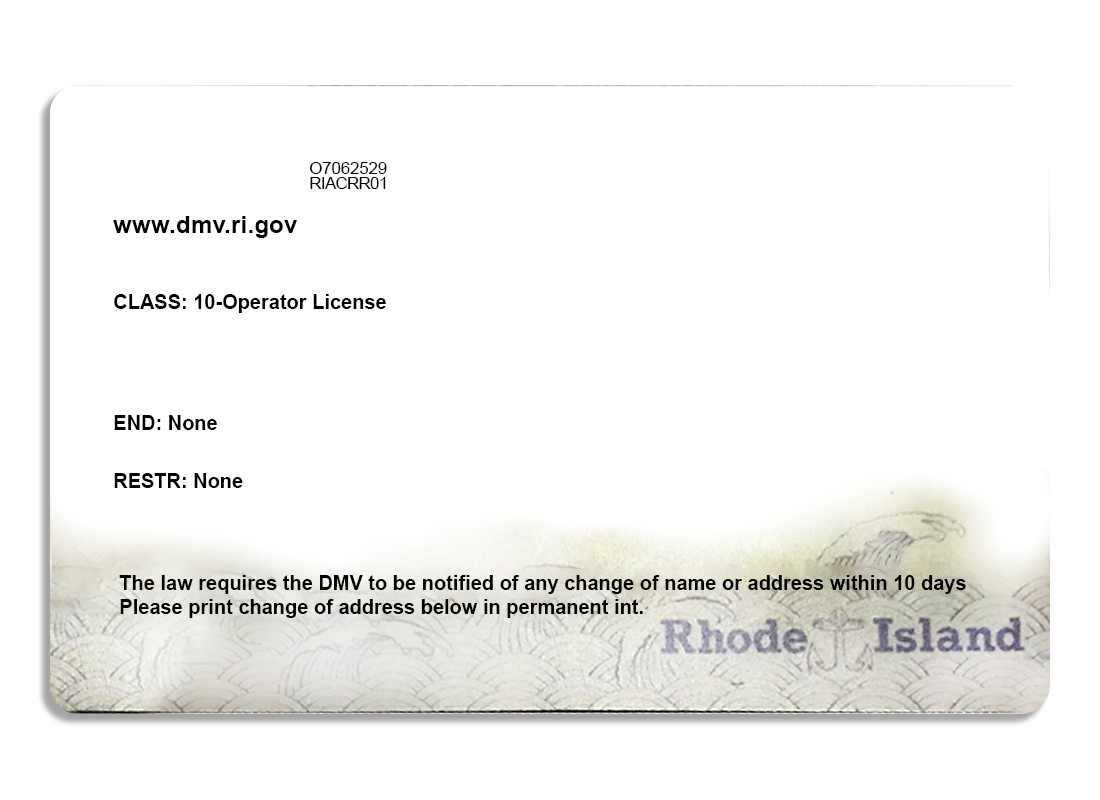 O7062529
RIACRR01
www.dmv.ri.gov
CLASS: 10-Operator License
END: None
RESTR: None
The law requires the DMV to be notified of any change of name or address within 10 days
Please print change of address below in permanent int.
Rhode Island